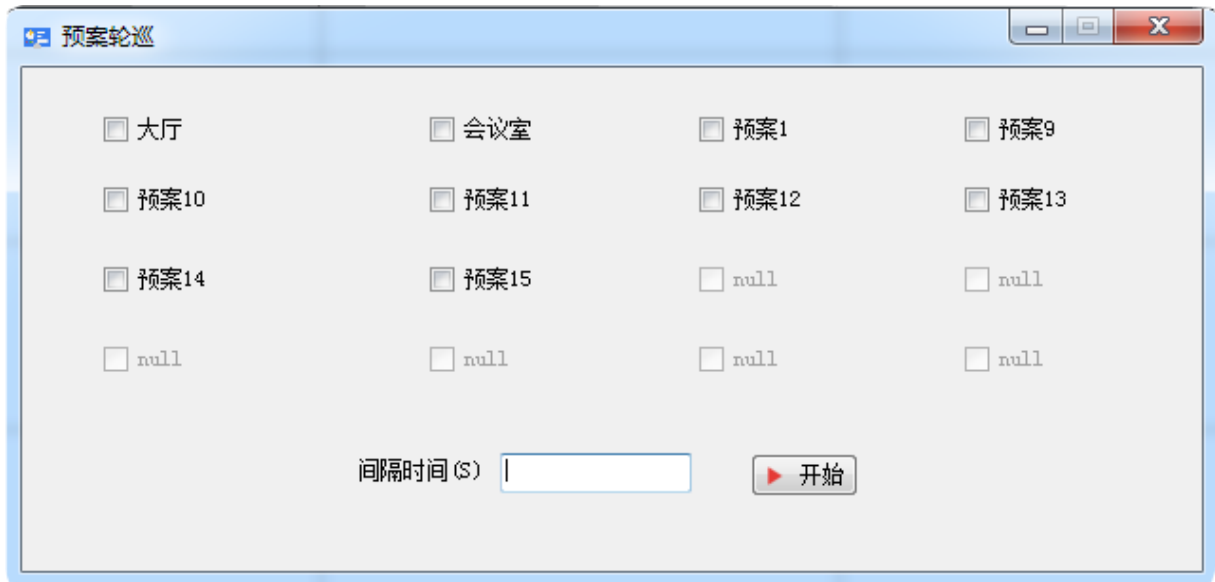 预案轮巡
大厅 会议室 预案1 预案9
预案10 预案11 预案12 预案13
预案14 预案15 null null
null null null null
间隔时间(S) 开始